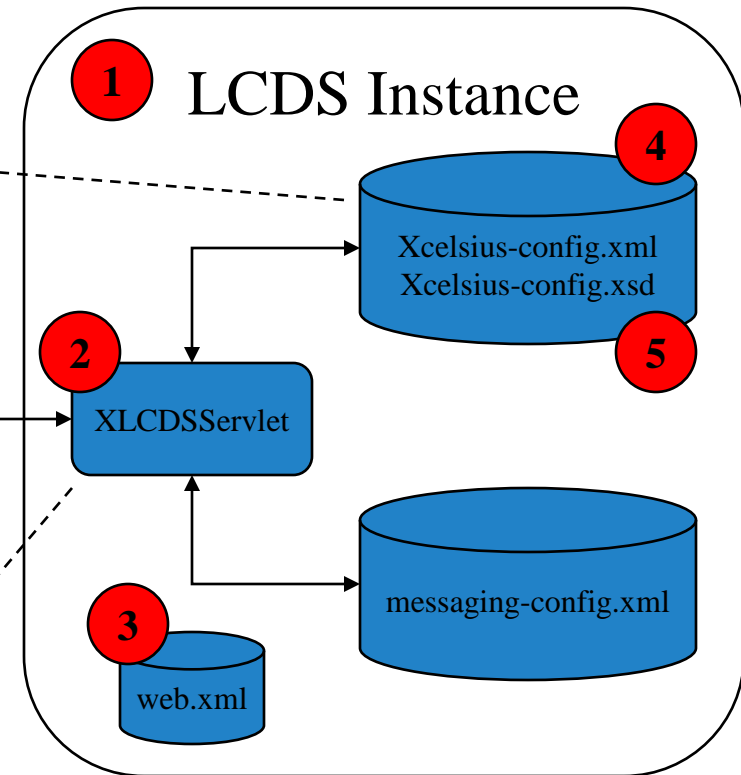 1
LCDS Instance
4
Xcelsius-config.xml
Xcelsius-config.xsd
5
2
XLCDSServlet
messaging-config.xml
3
web.xml